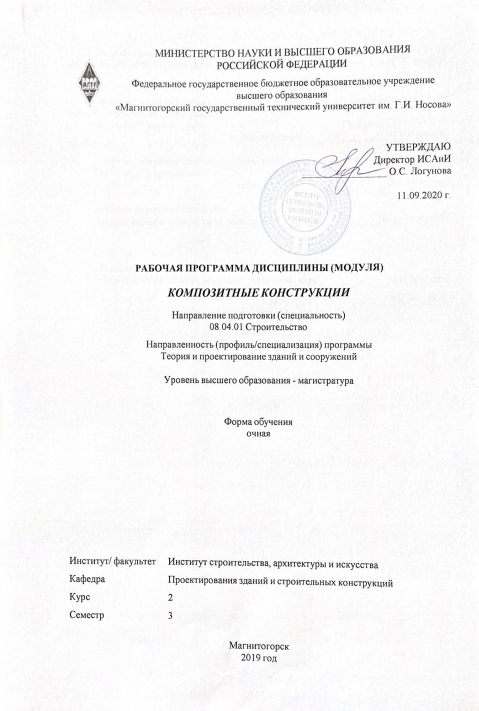 МИНИСТЕРСТВО НАУКИ И ВЫСШЕГО ОБРАЗОВАНИЯ
РОССИЙСКОЙ ФЕДЕРАЦИИ
Федеральное государственное бюджетное образовательное учреждение
высшего образования
«Магнитогорский государственный технический университет им. Г.И. Носова»
УТВЕРЖДАЮ
Директор ИСАиИ
О.С. Логунова
11.09.2020 г.
РАБОЧАЯ ПРОГРАММА ДИСЦИПЛИНЫ (МОДУЛЯ)
КОМПОЗИТНЫЕ КОНСТРУКЦИИ
Направление подготовки (специальность)
08.04.01 Строительство
Направленность (профиль/специализация) программы
Теория и проектирование зданий и сооружений
Уровень высшего образования - магистратура
Форма обучения
очная
Институт/ факультет Институт строительства, архитектуры и искусства
Кафедра Проектирования зданий и строительных конструкций
Курс 2
Семестр 3
Магнитогорск
2019 год